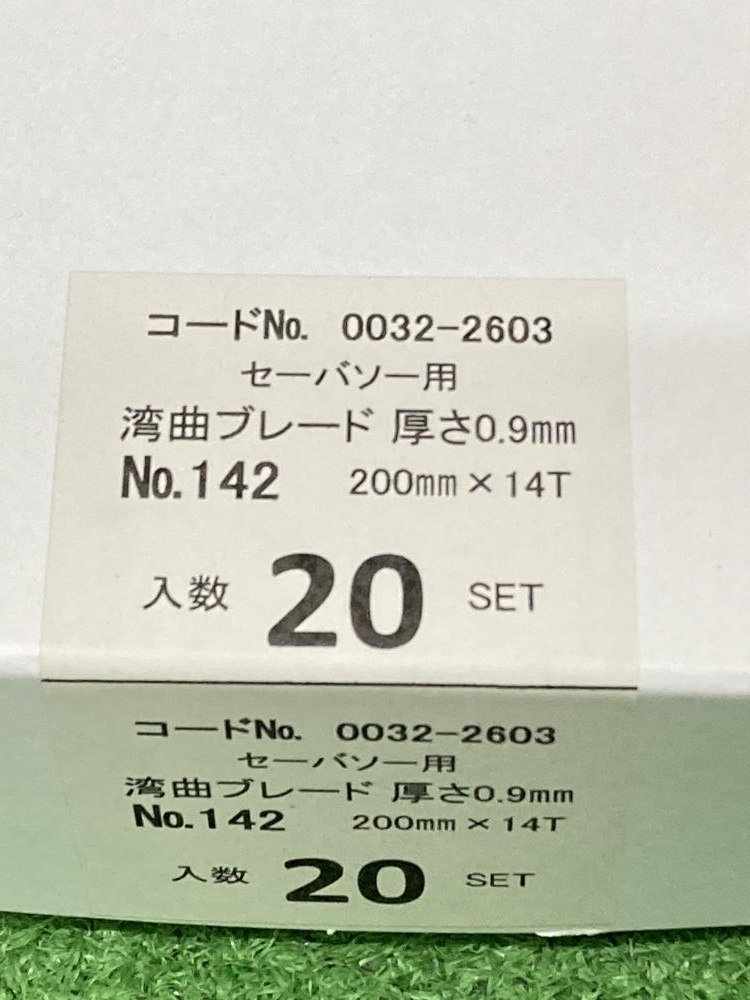 コードNo. 0032-2603
セーバソー用
湾曲ブレード 厚さ0.9mm
No.142 200mm×14T
入数 20 SET
コードNo. 0032-2603
セーバソー用
湾曲ブレード 厚さ0.9mm
No.142 200mm×14T
入数 20 SET